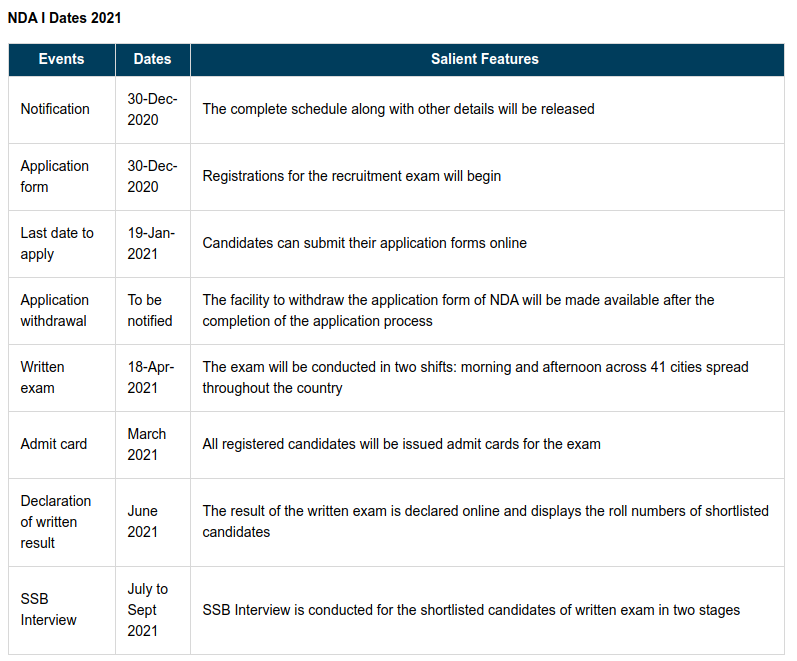 NDA I Dates 2021
Events Dates Salient Features
Notification
30-Dec-
2020
The complete schedule along with other details will be released
Application
form
30-Dec-
2020
Registrations for the recruitment exam will begin
Last date to
apply
19-Jan-
2021
Candidates can submit their application forms online
Application
withdrawal
To be
notified
The facility to withdraw the application form of NDA will be made available after the
completion of the application process
Written
exam
18-Apr-
2021
The exam will be conducted in two shifts: morning and afternoon across 41 cities spread
throughout the country
Admit card
March
2021
All registered candidates will be issued admit cards for the exam
Declaration
of written
result
June
2021
The result of the written exam is declared online and displays the roll numbers of shortlisted
candidates
SSB
Interview
July to
Sept
2021
SSB Interview is conducted for the shortlisted candidates of written exam in two stages